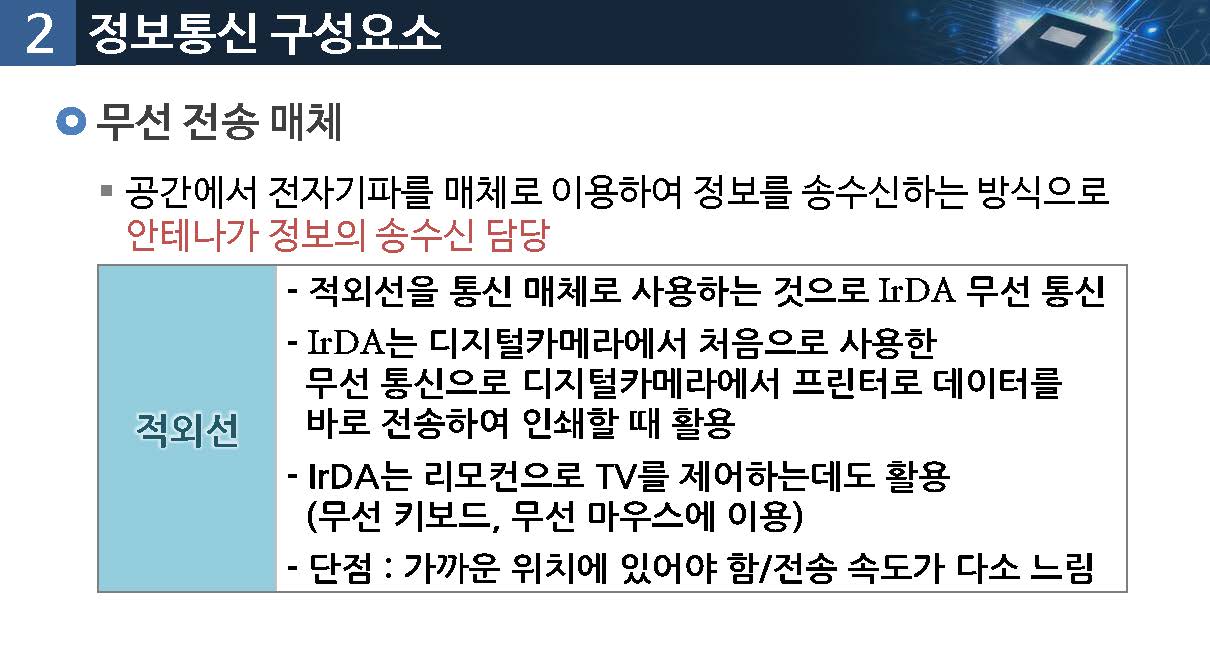 2 정보통신 구성요소
무선 전송 매체
공간에서 전자기파를 매체로 이용하여 정보를 송수신하는 방식으로
안테나가 정보의 송수신 담당
적외선
- 적외선을 통신 매체로 사용하는 것으로 IrDA 무선 통신
- IrDA는 디지털카메라에서 처음으로 사용한
무선 통신으로 디지털카메라에서 프린터로 데이터를
바로 전송하여 인쇄할 때 활용
- IrDA는 리모컨으로 TV를 제어하는데도 활용
(무선 키보드, 무선 마우스에 이용)
- 단점 : 가까운 위치에 있어야 함/전송 속도가 다소 느림